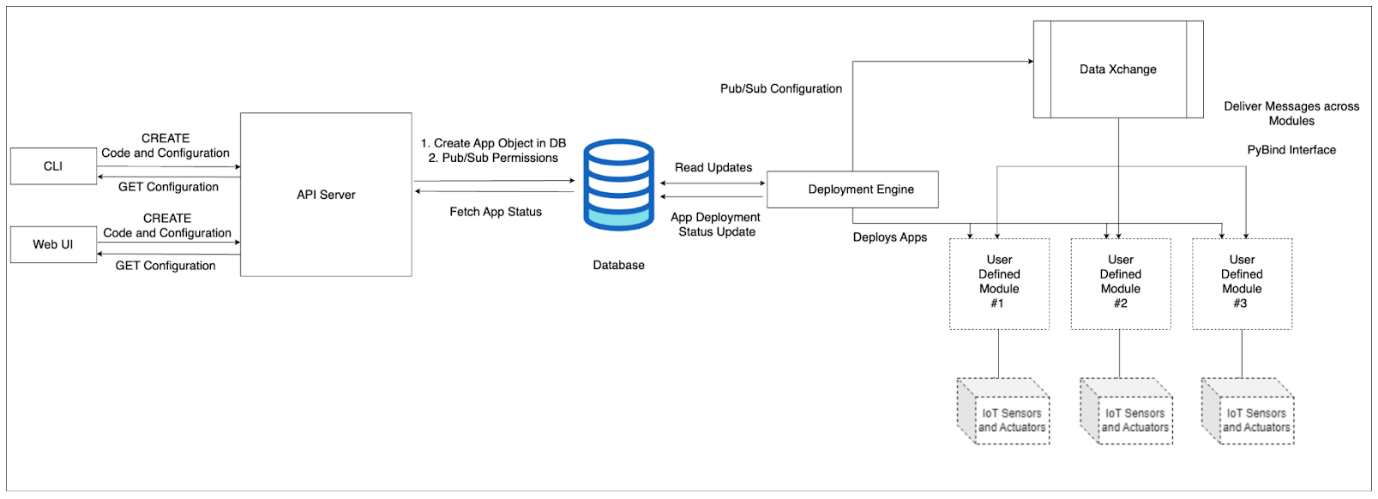 CREATE
Code and Configuration
CLI
GET Configuration
CREATE
Code and Configuration
Web UI
GET Configuration
API Server
1. Create App Object in DB
2. Pub/Sub Permissions
Fetch App Status
Database
Read Updates
App Deployment
Status Update
Deployment Engine
Pub/Sub Configuration
Data Xchange
Deliver Messages across
Modules
PyBind Interface
Deploys Apps
User
Defined
Module
#1
User
Defined
Module
#2
User
Defined
Module
#3
IoT Sensors
and Actuators
IoT Sensors
and Actuators
IoT Sensors
and Actuators